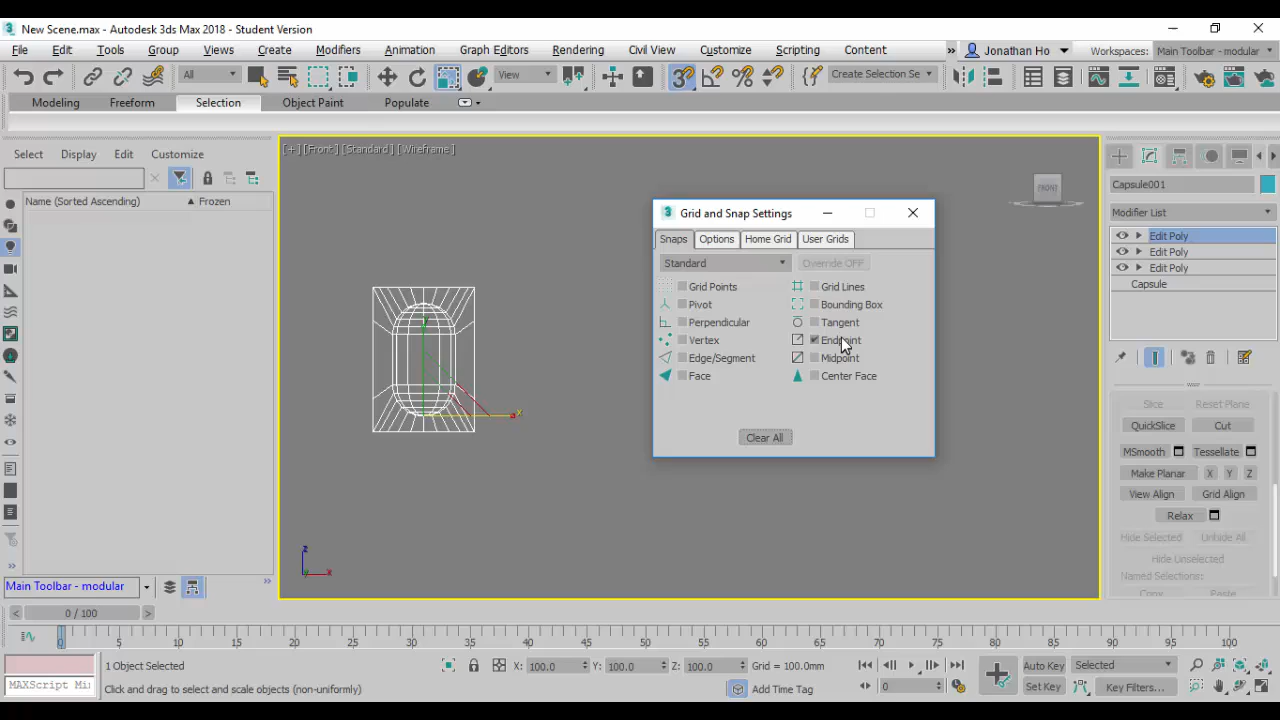 New Scene.max - Autodesk 3ds Max 2018 - Student Version
File Edit Tools Group Views Create Modifiers Animation Graph Editors Rendering Civil View Customize Scripting Content » Jonathan Ho Workspaces: Main Toolbar - modular
All View Create Selection Se
Modeling Freeform Selection Object Paint Populate
Select Display Edit Customize
Name (Sorted Ascending) ▲ Frozen
[+] [Front] [Standard] [Wireframe]
FRONT
y
x
z
x
y
Grid and Snap Settings
Snaps Options Home Grid User Grids
Standard Override OFF
Grid Points Grid Lines
Pivot Bounding Box
Perpendicular Tangent
Vertex Endpoint
Edge/Segment Midpoint
Face Center Face
Clear All
Capsule001
Modifier List
Edit Poly
Edit Poly
Edit Poly
Capsule
Slice Reset Plane
QuickSlice Cut
MSmooth Tessellate
Make Planar X Y Z
View Align Grid Align
Relax
Hide Selected Unhide All
Hide Unselected
Named Selections:
Copy Paste
Main Toolbar - modular »
< 0 / 100 >
0 5 10 15 20 25 30 35 40 45 50 55 60 65 70 75 80 85 90 95 100
1 Object Selected X: 100.0 Y: 100.0 Z: 100.0 Grid = 100.0mm Auto Key Selected
MAXScript Mi Click and drag to select and scale objects (non-uniformly) Add Time Tag 0 Set Key Key Filters...